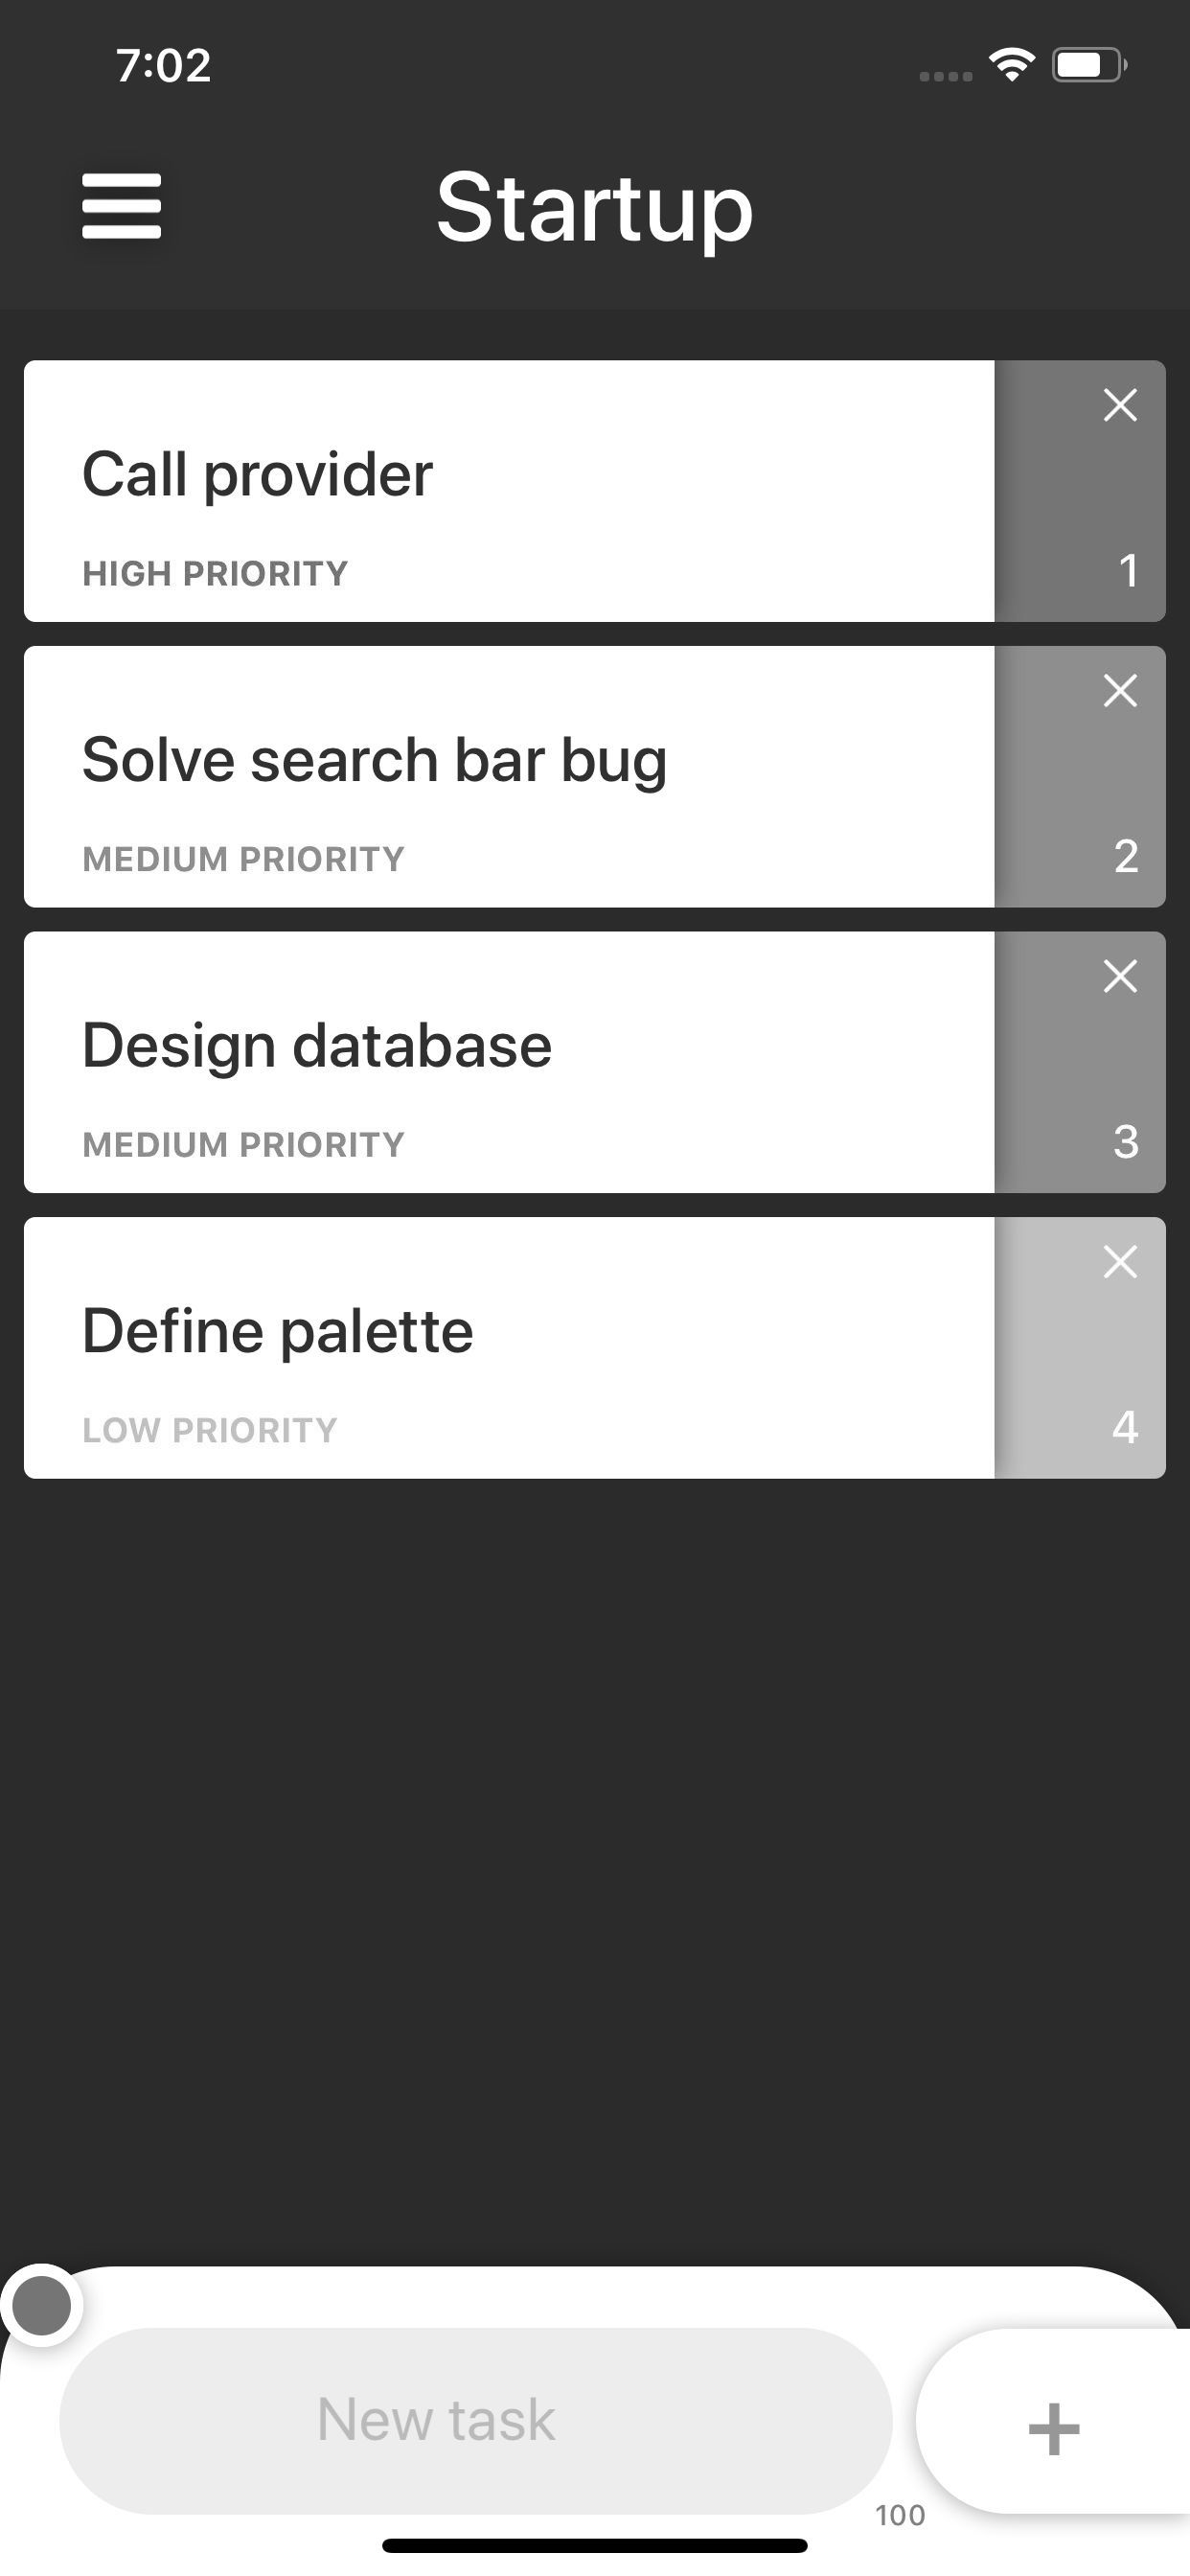 7:02
Startup
Call provider
HIGH PRIORITY
1
Solve search bar bug
MEDIUM PRIORITY
2
Design database
MEDIUM PRIORITY
3
Define palette
LOW PRIORITY
4
New task
+
100